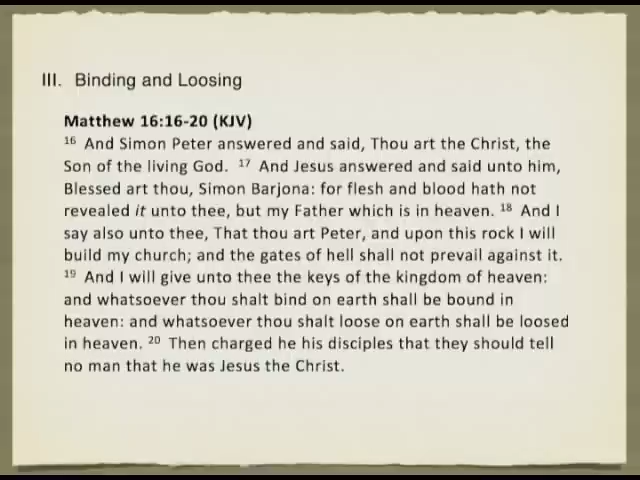 III. Binding and Loosing
Matthew 16:16-20 (KJV)
16 And Simon Peter answered and said, Thou art the Christ, the
Son of the living God. 17 And Jesus answered and said unto him,
Blessed art thou, Simon Barjona: for flesh and blood hath not
revealed it unto thee, but my Father which is in heaven. 18 And I
say also unto thee, That thou art Peter, and upon this rock I will
build my church; and the gates of hell shall not prevail against it.
19 And I will give unto thee the keys of the kingdom of heaven:
and whatsoever thou shalt bind on earth shall be bound in
heaven: and whatsoever thou shalt loose on earth shall be loosed
in heaven. 20 Then charged he his disciples that they should tell
no man that he was Jesus the Christ.